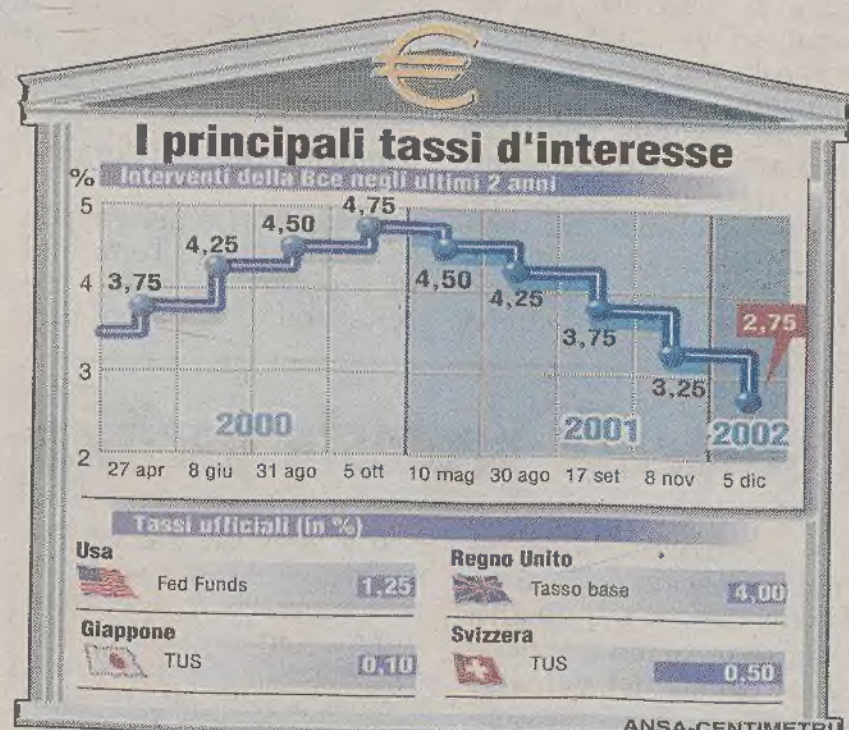 €
I principali tassi d'interesse
% Interventi della Bce negli ultimi 2 anni
5
4
3
2
3,75
4,25
4,50
4,75
4,50
4,25
3,75
3,25
2,75
2000
2001
2002
27 apr 8 giu 31 ago 5 ott 10 mag 30 ago 17 set 8 nov 5 dic
Tassi ufficiali (in %)
Usa
Fed Funds 1,25
Regno Unito
Tasso base 4,00
Giappone
TUS 0,10
Svizzera
TUS 0,50
ANSA-CENTIMETRI